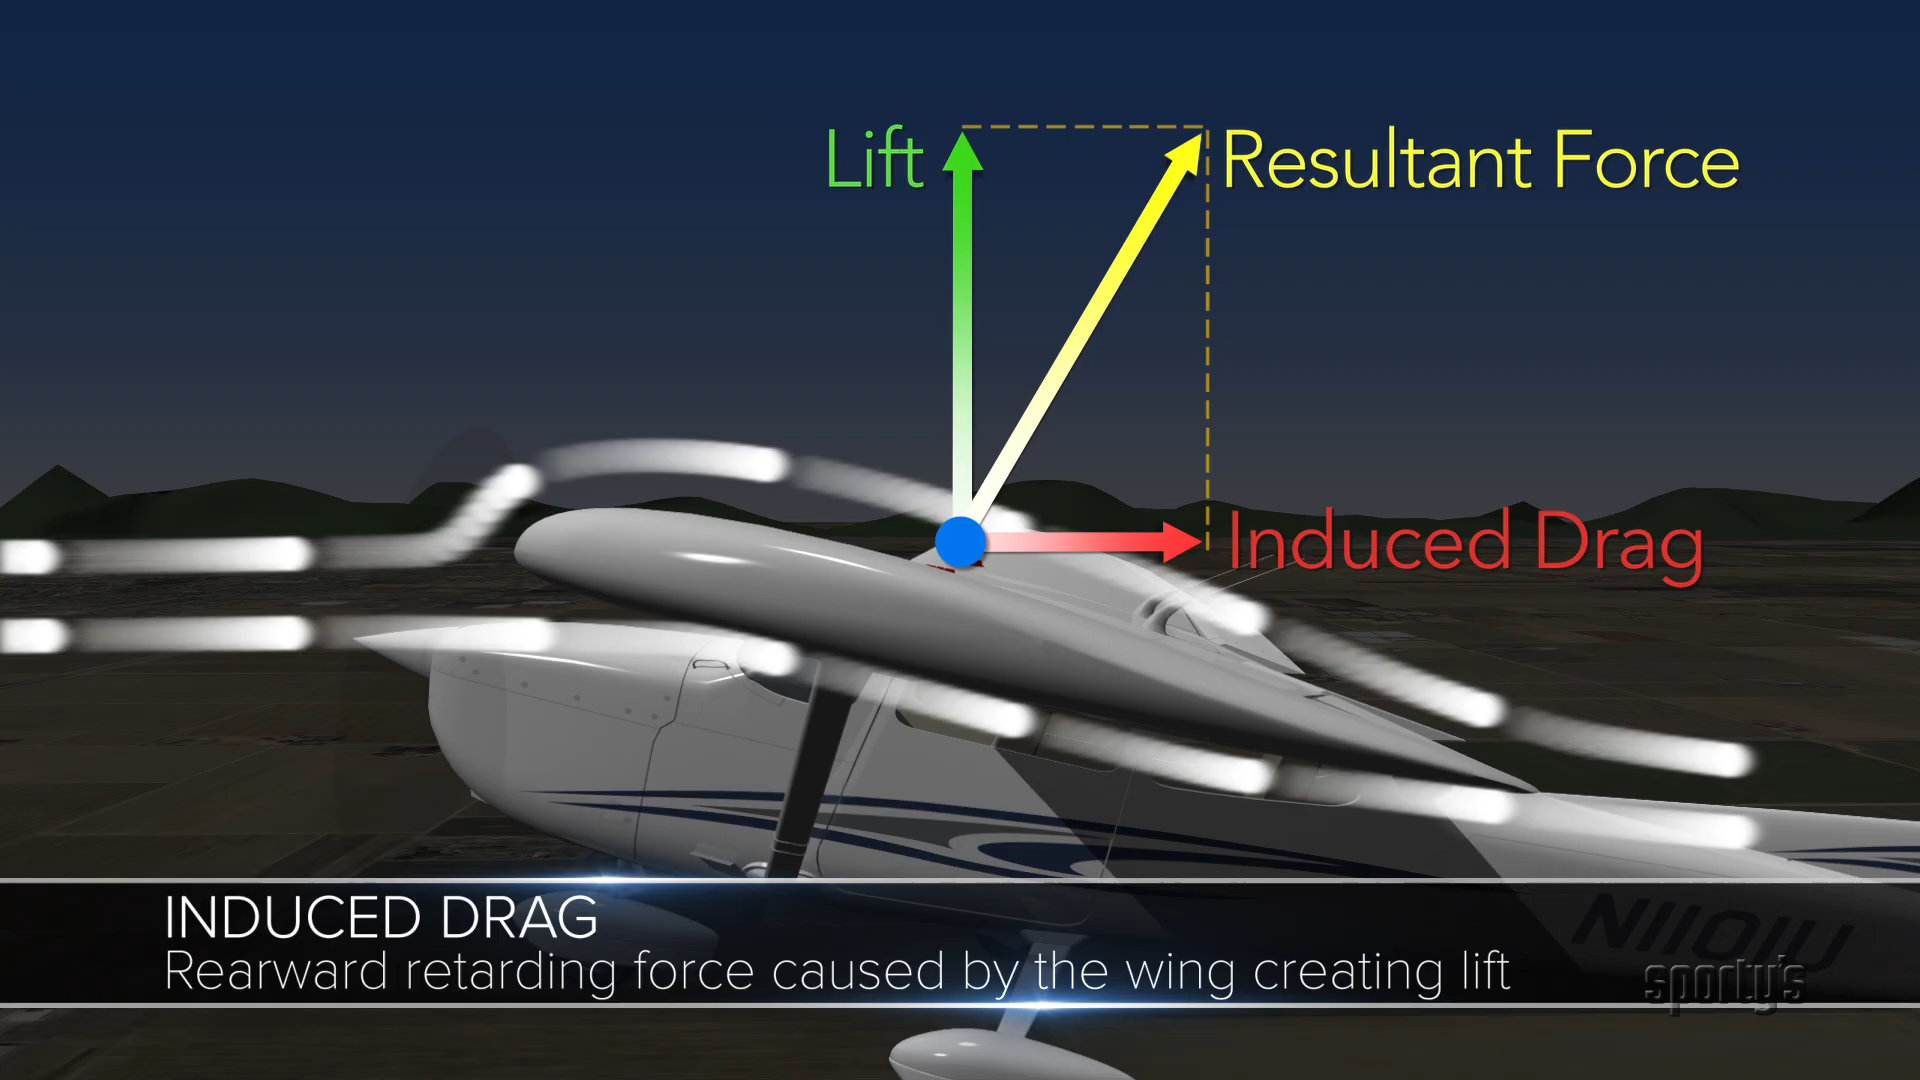 Lift
Resultant Force
Induced Drag
INDUCED DRAG
Rearward retarding force caused by the wing creating lift
sporty's